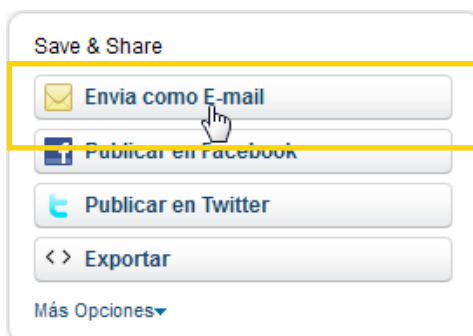 Save & Share
Envia como E-mail
Publicar en Facebook
Publicar en Twitter
Exportar
Más Opciones